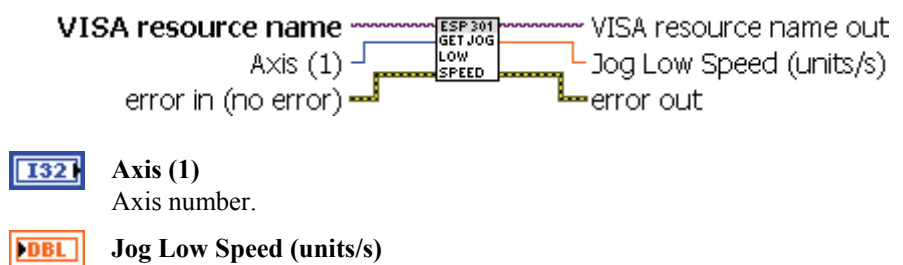 VISA resource name
ESP 301
GET JOG
LOW
SPEED
VISA resource name out
Axis (1)
Jog Low Speed (units/s)
error in (no error)
error out
I32
Axis (1)
Axis number.
DBL
Jog Low Speed (units/s)